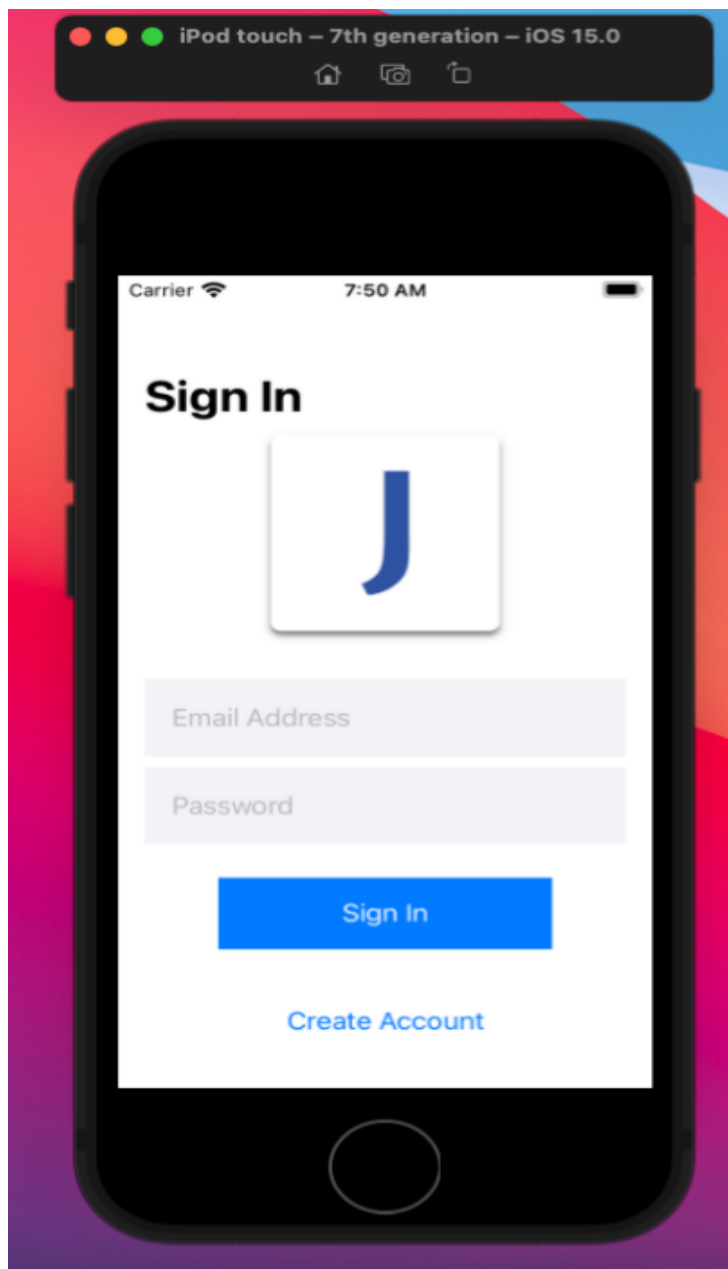 iPod touch – 7th generation – iOS 15.0
Carrier 7:50 AM
Sign In
J
Email Address
Password
Sign In
Create Account